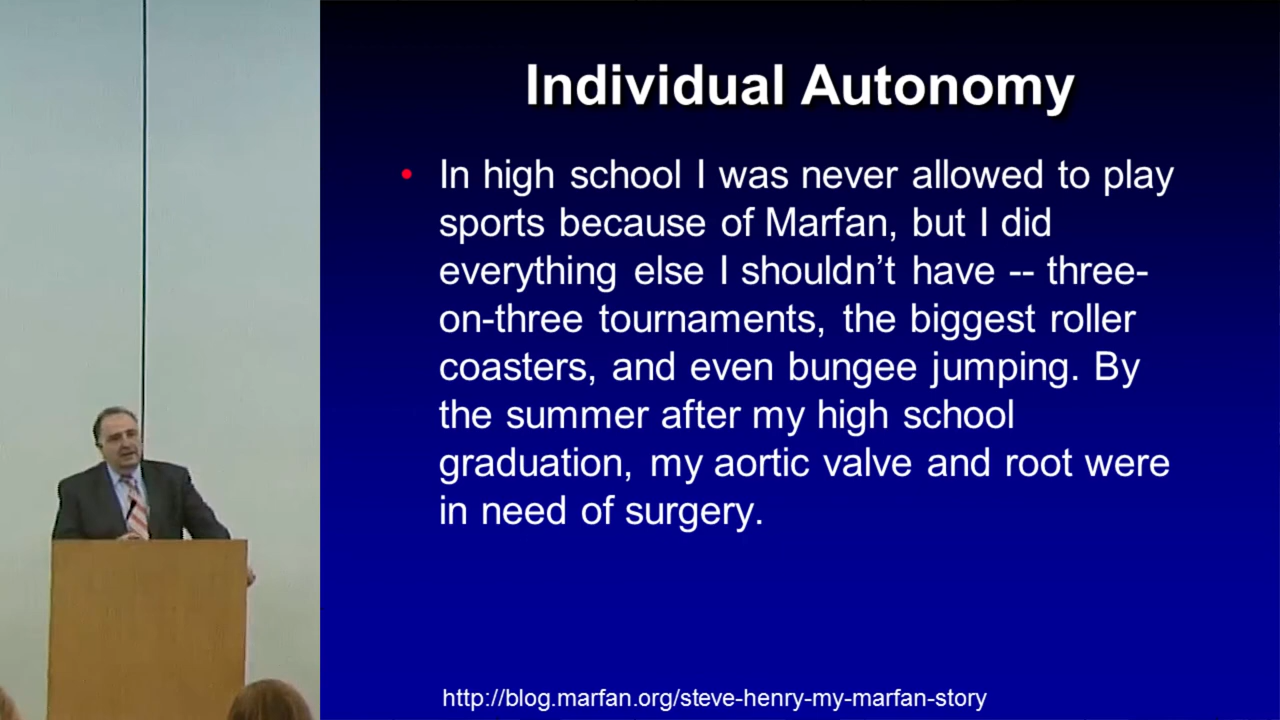 Individual Autonomy
• In high school I was never allowed to play
sports because of Marfan, but I did
everything else I shouldn’t have -- three-
on-three tournaments, the biggest roller
coasters, and even bungee jumping. By
the summer after my high school
graduation, my aortic valve and root were
in need of surgery.
http://blog.marfan.org/steve-henry-my-marfan-story